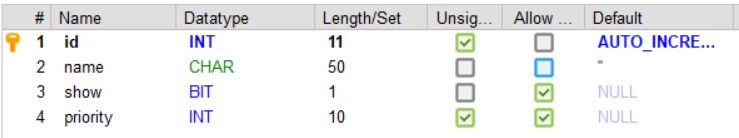 # Name Datatype Length/Set Unsig... Allow ... Default
1 id INT 11 AUTO_INCRE...
2 name CHAR 50 ''
3 show BIT 1 NULL
4 priority INT 10 NULL